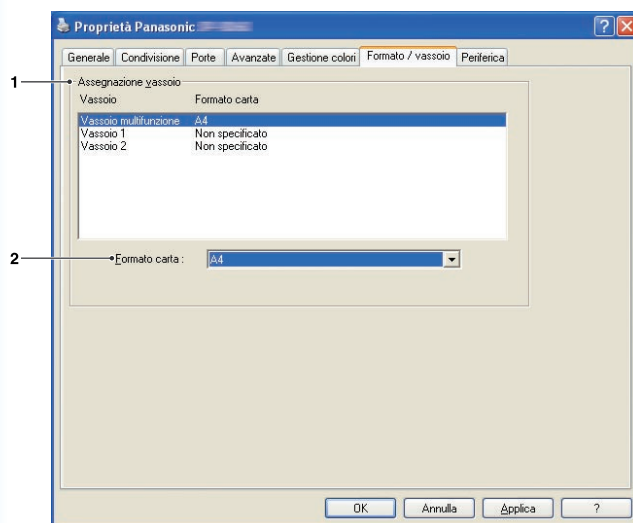 Proprietà Panasonic
Generale Condivisione Porte Avanzate Gestione colori Formato / vassoio Periferica
1
Assegnazione vassoio
Vassoio Formato carta
Vassoio multifunzione A4
Vassoio 1 Non specificato
Vassoio 2 Non specificato
2
Formato carta : A4
OK Annulla Applica ?